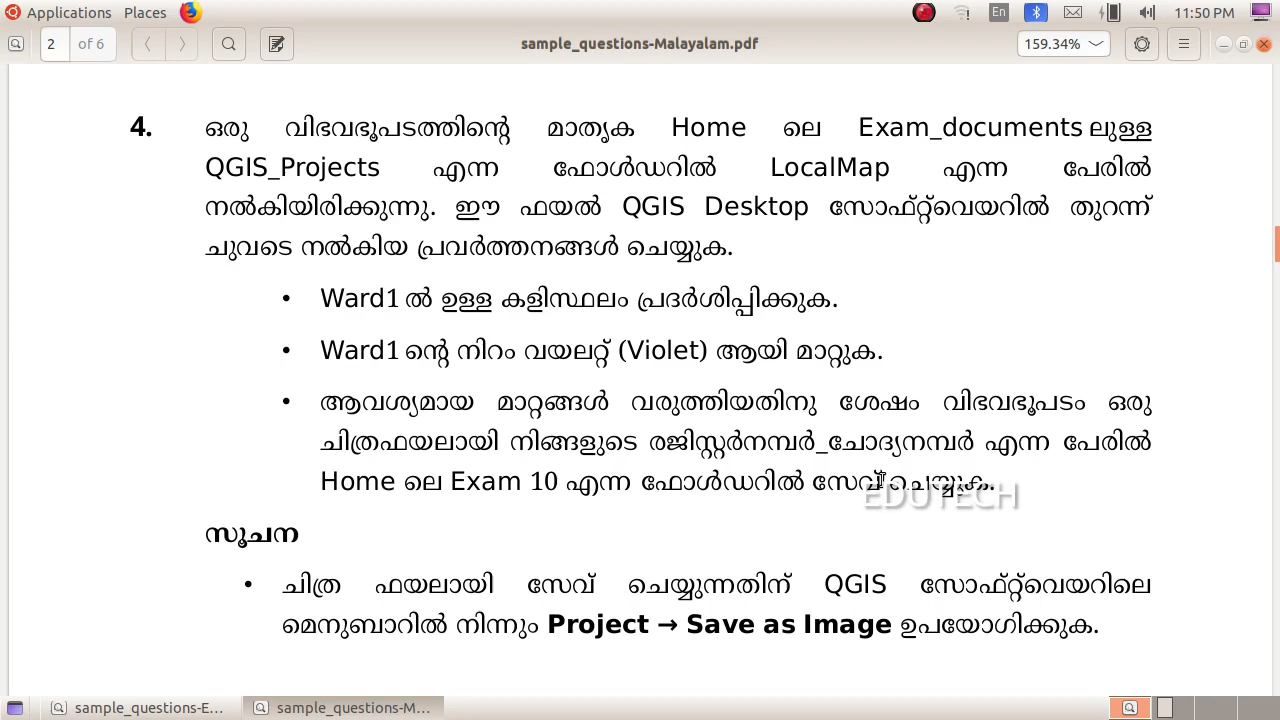 Applications Places En 11:50 PM
2 of 6 sample_questions-Malayalam.pdf 159.34%
4. ഒരു വിഭവഭൂപടത്തിന്റെ മാതൃക Home ലെ Exam_documents ലുള്ള
QGIS_Projects എന്ന ഫോൾഡറിൽ LocalMap എന്ന പേരിൽ
നൽകിയിരിക്കുന്നു. ഈ ഫയൽ QGIS Desktop സോഫ്റ്റ്‌വെയറിൽ തുറന്ന്
ചുവടെ നൽകിയ പ്രവർത്തനങ്ങൾ ചെയ്യുക.
• Ward1 ൽ ഉള്ള കളിസ്ഥലം പ്രദർശിപ്പിക്കുക.
• Ward1 ന്റെ നിറം വയലറ്റ് (Violet) ആയി മാറ്റുക.
• ആവശ്യമായ മാറ്റങ്ങൾ വരുത്തിയതിനു ശേഷം വിഭവഭൂപടം ഒരു
ചിത്രഫയലായി നിങ്ങളുടെ രജിസ്റ്റർനമ്പർ_ചോദ്യനമ്പർ എന്ന പേരിൽ
Home ലെ Exam 10 എന്ന ഫോൾഡറിൽ സേവ് ചെയ്യുക.
EDUTECH
സൂചന
• ചിത്ര ഫയലായി സേവ് ചെയ്യുന്നതിന് QGIS സോഫ്റ്റ്‌വെയറിലെ
മെനുബാറിൽ നിന്നും Project → Save as Image ഉപയോഗിക്കുക.
sample_questions-E... sample_questions-M...